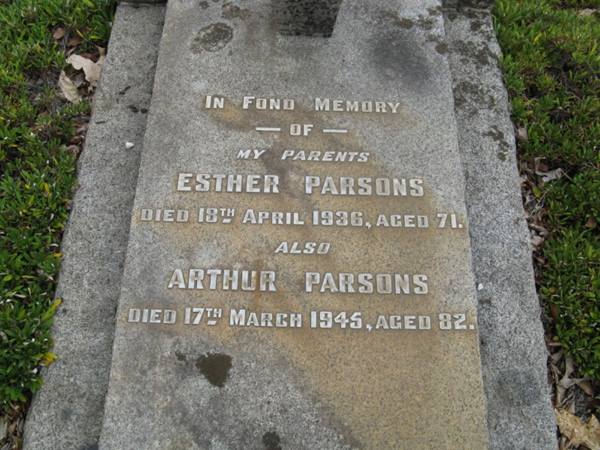 IN FOND MEMORY
— OF —
MY PARENTS
ESTHER PARSONS
DIED 18TH APRIL 1936, AGED 71.
ALSO
ARTHUR PARSONS
DIED 17TH MARCH 1945, AGED 82.